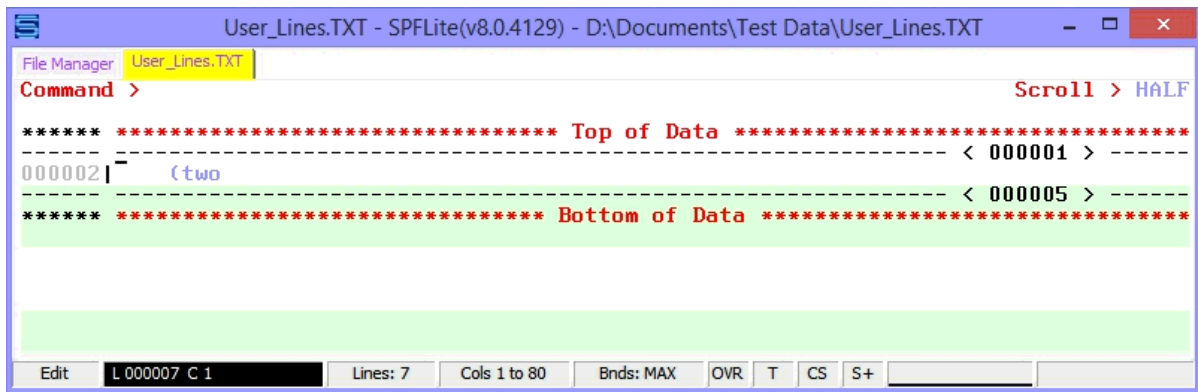 User_Lines.TXT - SPFLite(v8.0.4129) - D:\Documents\Test Data\User_Lines.TXT
File Manager User_Lines.TXT
Command > Scroll > HALF
****** ********************************* Top of Data **********************************
------ -------------------------------------------------------------- < 000001 > ------
000002| (two
------ -------------------------------------------------------------- < 000005 > ------
****** ******************************** Bottom of Data ********************************
Edit L 000007 C 1 Lines: 7 Cols 1 to 80 Bnds: MAX OVR T CS S+